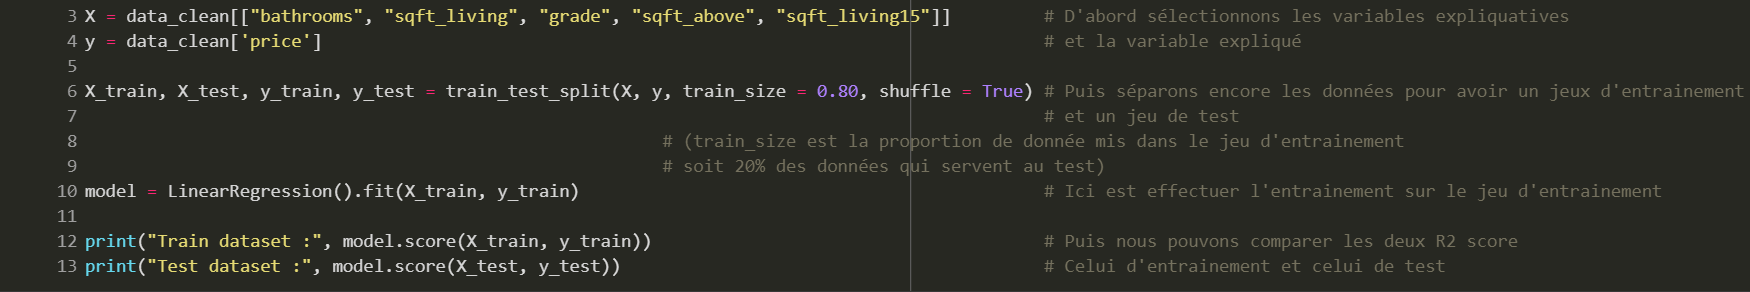 3 X = data_clean[["bathrooms", "sqft_living", "grade", "sqft_above", "sqft_living15"]] # D'abord sélectionnons les variables expliquatives
4 y = data_clean['price'] # et la variable expliqué
5
6 X_train, X_test, y_train, y_test = train_test_split(X, y, train_size = 0.80, shuffle = True) # Puis séparons encore les données pour avoir un jeux d'entrainement
7 # et un jeu de test
8 # (train_size est la proportion de donnée mis dans le jeu d'entrainement
9 # soit 20% des données qui servent au test)
10 model = LinearRegression().fit(X_train, y_train) # Ici est effectuer l'entrainement sur le jeu d'entrainement
11
12 print("Train dataset :", model.score(X_train, y_train)) # Puis nous pouvons comparer les deux R2 score
13 print("Test dataset :", model.score(X_test, y_test)) # Celui d'entrainement et celui de test